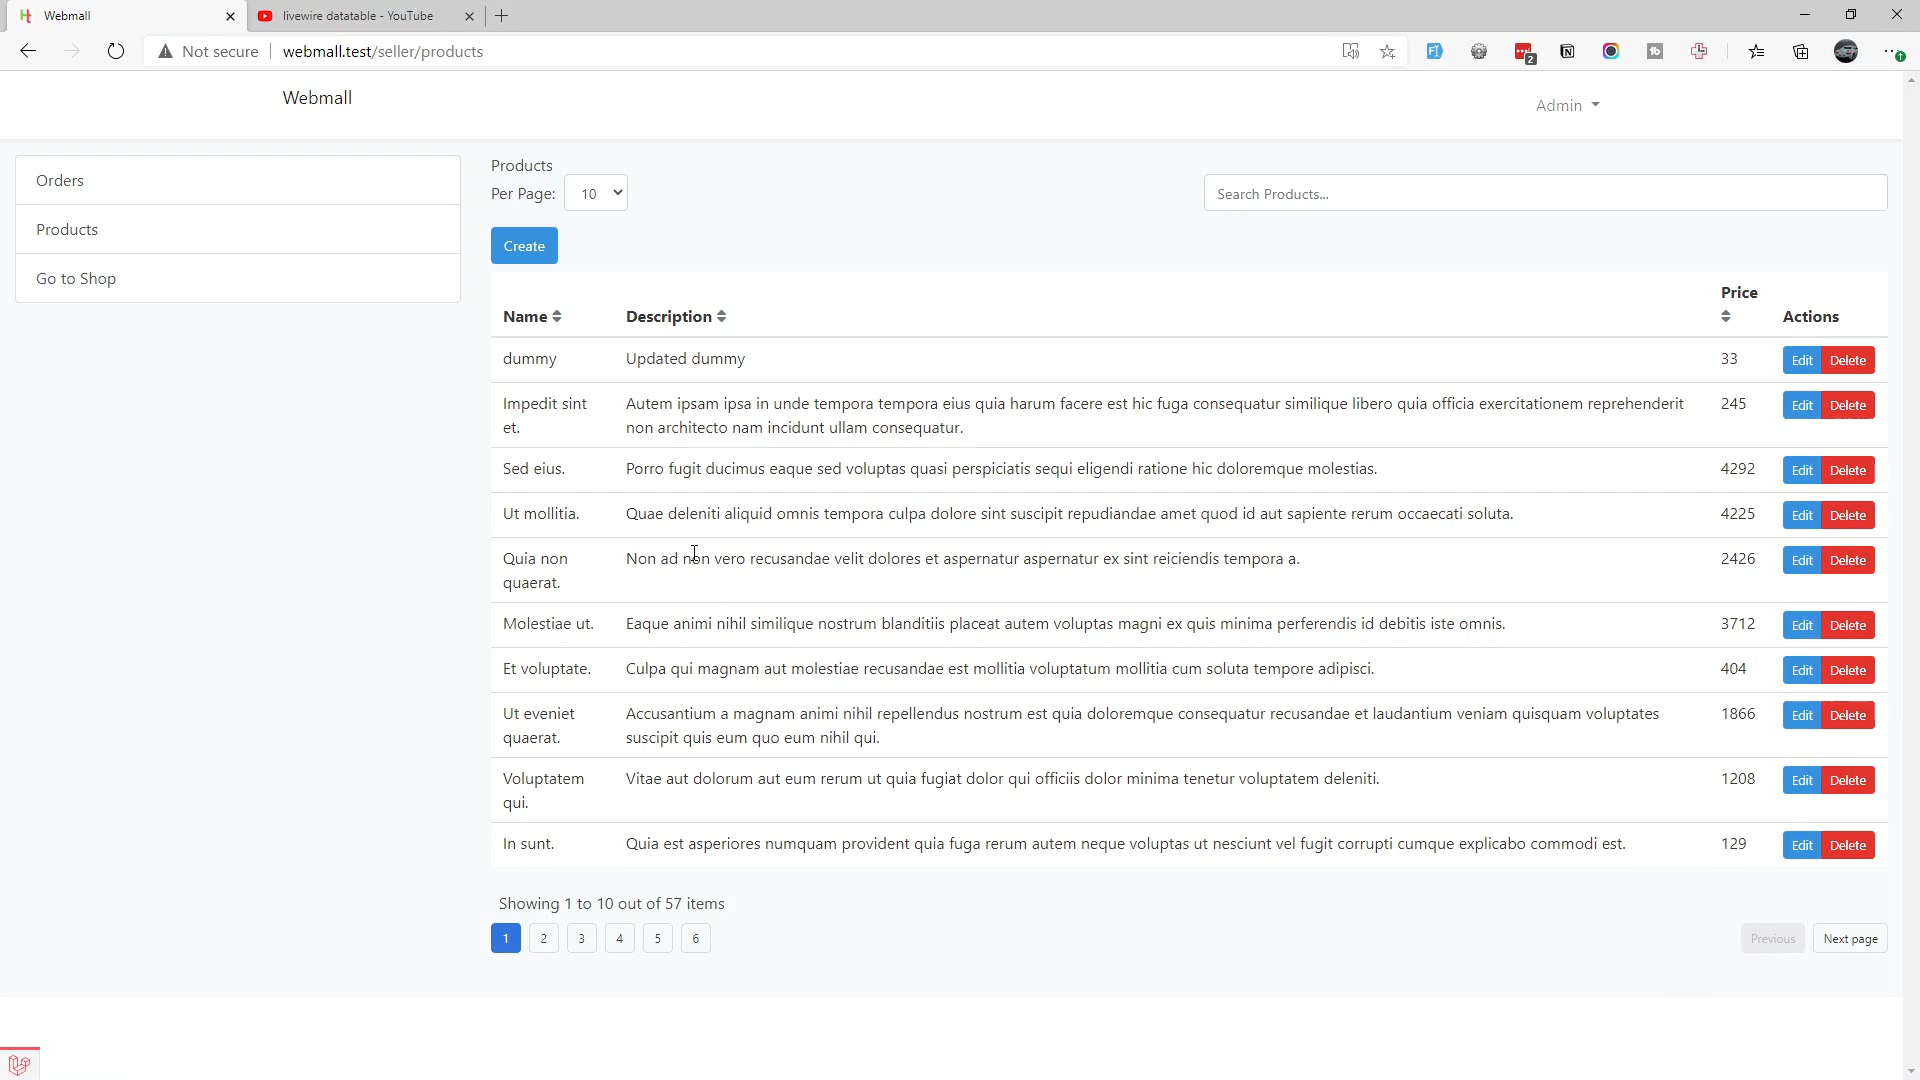 Webmall
livewire datatable - YouTube
Not secure
webmall.test/seller/products
2
Webmall
Admin
Orders
Products
Go to Shop
Products
Per Page: 10
Search Products...
Create
Name Description Price Actions
dummy Updated dummy 33 Edit Delete
Impedit sint Autem ipsam ipsa in unde tempora tempora eius quia harum facere est hic fuga consequatur similique libero quia officia exercitationem reprehenderit 245 Edit Delete
et. non architecto nam incidunt ullam consequatur.
Sed eius. Porro fugit ducimus eaque sed voluptas quasi perspiciatis sequi eligendi ratione hic doloremque molestias. 4292 Edit Delete
Ut mollitia. Quae deleniti aliquid omnis tempora culpa dolore sint suscipit repudiandae amet quod id aut sapiente rerum occaecati soluta. 4225 Edit Delete
Quia non Non ad non vero recusandae velit dolores et aspernatur aspernatur ex sint reiciendis tempora a. 2426 Edit Delete
quaerat.
Molestiae ut. Eaque animi nihil similique nostrum blanditiis placeat autem voluptas magni ex quis minima perferendis id debitis iste omnis. 3712 Edit Delete
Et voluptate. Culpa qui magnam aut molestiae recusandae est mollitia voluptatum mollitia cum soluta tempore adipisci. 404 Edit Delete
Ut eveniet Accusantium a magnam animi nihil repellendus nostrum est quia doloremque consequatur recusandae et laudantium veniam quisquam voluptates 1866 Edit Delete
quaerat. suscipit quis eum quo eum nihil qui.
Voluptatem Vitae aut dolorum aut eum rerum ut quia fugiat dolor qui officiis dolor minima tenetur voluptatem deleniti. 1208 Edit Delete
qui.
In sunt. Quia est asperiores numquam provident quia fuga rerum autem neque voluptas ut nesciunt vel fugit corrupti cumque explicabo commodi est. 129 Edit Delete
Showing 1 to 10 out of 57 items
1 2 3 4 5 6 Previous Next page